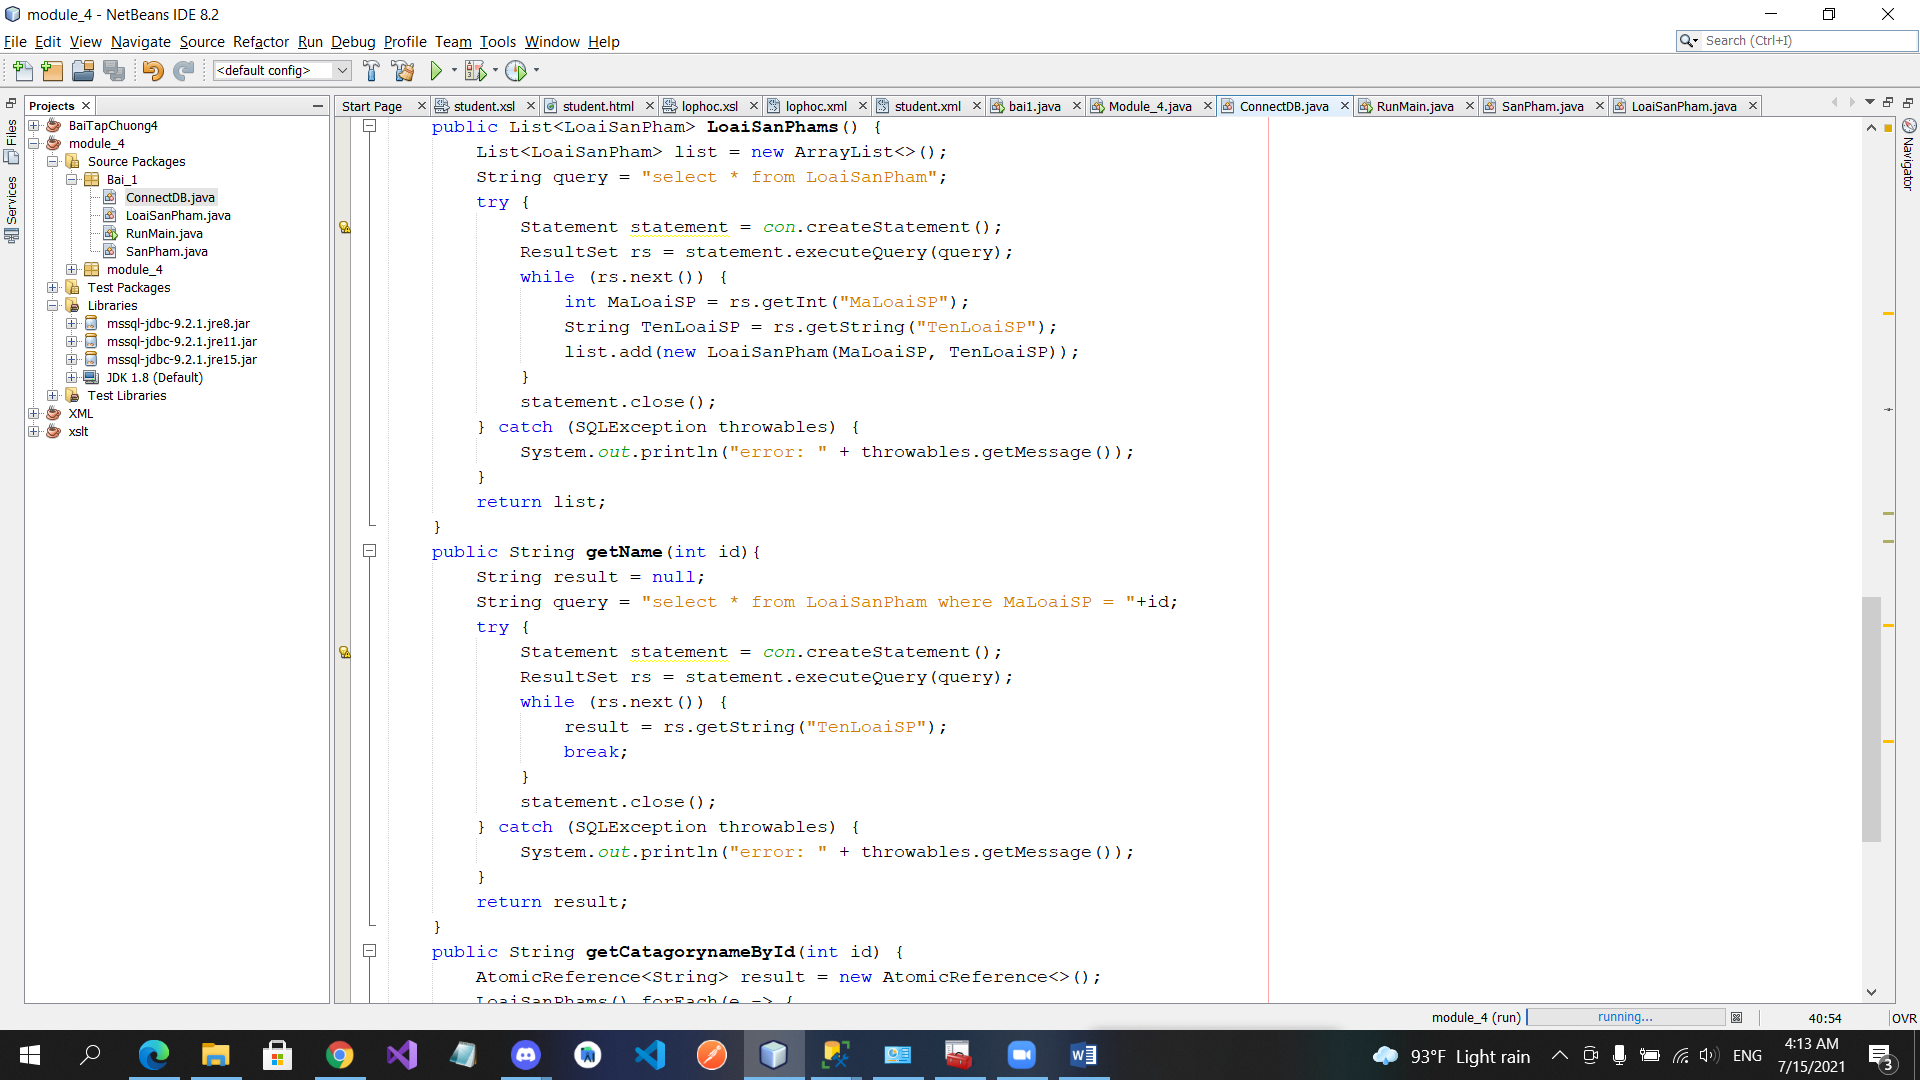 module_4 - NetBeans IDE 8.2
File Edit View Navigate Source Refactor Run Debug Profile Team Tools Window Help
Search (Ctrl+I)
<default config>
Files
Services
Projects
BaiTapChuong4
module_4
Source Packages
Bai_1
ConnectDB.java
LoaiSanPham.java
RunMain.java
SanPham.java
module_4
Test Packages
Libraries
mssql-jdbc-9.2.1.jre8.jar
mssql-jdbc-9.2.1.jre11.jar
mssql-jdbc-9.2.1.jre15.jar
JDK 1.8 (Default)
Test Libraries
XML
xslt
Start Page student.xsl student.html lophoc.xsl lophoc.xml student.xml bai1.java Module_4.java ConnectDB.java RunMain.java SanPham.java LoaiSanPham.java
public List<LoaiSanPham> LoaiSanPhams() {
List<LoaiSanPham> list = new ArrayList<>();
String query = "select * from LoaiSanPham";
try {
Statement statement = con.createStatement();
ResultSet rs = statement.executeQuery(query);
while (rs.next()) {
int MaLoaiSP = rs.getInt("MaLoaiSP");
String TenLoaiSP = rs.getString("TenLoaiSP");
list.add(new LoaiSanPham(MaLoaiSP, TenLoaiSP));
}
statement.close();
} catch (SQLException throwables) {
System.out.println("error: " + throwables.getMessage());
}
return list;
}
public String getName(int id){
String result = null;
String query = "select * from LoaiSanPham where MaLoaiSP = "+id;
try {
Statement statement = con.createStatement();
ResultSet rs = statement.executeQuery(query);
while (rs.next()) {
result = rs.getString("TenLoaiSP");
break;
}
statement.close();
} catch (SQLException throwables) {
System.out.println("error: " + throwables.getMessage());
}
return result;
}
public String getCatagorynameById(int id) {
AtomicReference<String> result = new AtomicReference<>();
LoaiSanPhams().forEach(e -> {
Navigator
module_4 (run) running... 40:54 OVR
93°F Light rain ENG 4:13 AM
7/15/2021
3